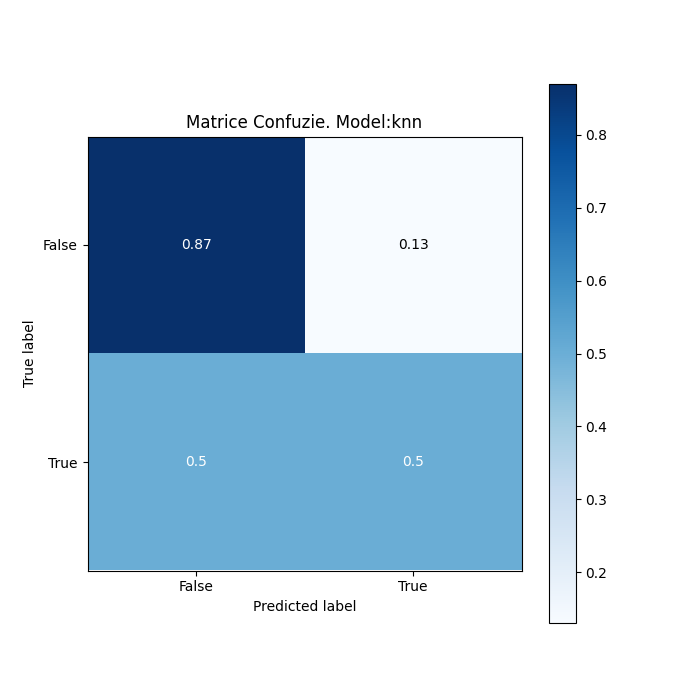 Matrice Confuzie. Model:knn
True label
False
0.87
0.13
True
0.5
0.5
False
True
Predicted label
0.8
0.7
0.6
0.5
0.4
0.3
0.2